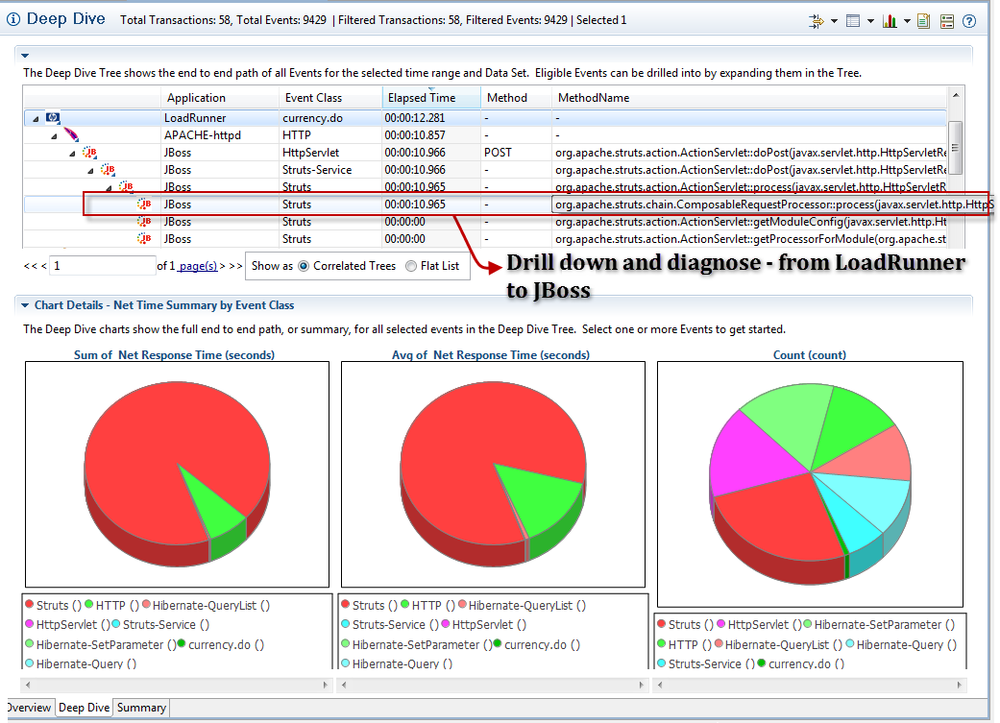 Deep Dive Total Transactions: 58, Total Events: 9429 | Filtered Transactions: 58, Filtered Events: 9429 | Selected 1
The Deep Dive Tree shows the end to end path of all Events for the selected time range and Data Set. Eligible Events can be drilled into by expanding them in the Tree.
Application Event Class Elapsed Time Method MethodName
LoadRunner currency.do 00:00:12.281 - -
APACHE-httpd HTTP 00:00:10.857 - -
JB JBoss HttpServlet 00:00:10.966 POST org.apache.struts.action.ActionServlet::doPost(javax.servlet.http.HttpServletRe
JB JBoss Struts-Service 00:00:10.966 - org.apache.struts.action.ActionServlet::doPost(javax.servlet.http.HttpServletRe
JB JBoss Struts 00:00:10.965 - org.apache.struts.action.ActionServlet::process(javax.servlet.http.HttpServletR
JB JBoss Struts 00:00:10.965 - org.apache.struts.chain.ComposableRequestProcessor::process(javax.servlet.http.HttpS
JB JBoss Struts 00:00:00 - org.apache.struts.action.ActionServlet::getModuleConfig(javax.servlet.http.Ht
JB JBoss Struts 00:00:00 - org.apache.struts.action.ActionServlet::getProcessorForModule(org.apache.st
< < < 1 of 1 page(s) > > > Show as Correlated Trees Flat List
Drill down and diagnose - from LoadRunner
to JBoss
Chart Details - Net Time Summary by Event Class
The Deep Dive charts show the full end to end path, or summary, for all selected events in the Deep Dive Tree. Select one or more Events to get started.
Sum of Net Response Time (seconds)
Struts () HTTP () Hibernate-QueryList ()
HttpServlet () Struts-Service ()
Hibernate-SetParameter () currency.do ()
Hibernate-Query ()
Avg of Net Response Time (seconds)
Struts () HTTP () Hibernate-QueryList ()
Struts-Service () HttpServlet ()
Hibernate-SetParameter () currency.do ()
Hibernate-Query ()
Count (count)
Struts () HttpServlet () Hibernate-SetParameter ()
HTTP () Hibernate-QueryList () Hibernate-Query ()
Struts-Service () currency.do ()
Overview Deep Dive Summary